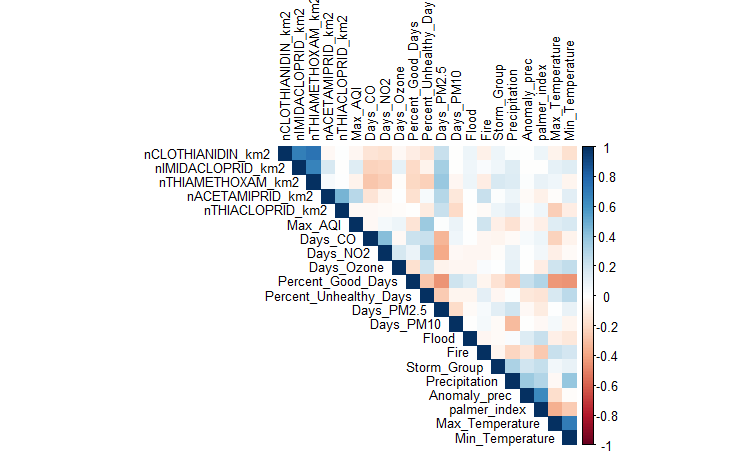 nCLOTHIANIDIN_km2
nIMIDACLOPRID_km2
nTHIAMETHOXAM_km2
nACETAMIPRID_km2
nTHIACLOPRID_km2
Max_AQI
Days_CO
Days_NO2
Days_Ozone
Percent_Good_Days
Percent_Unhealthy_Days
Days_PM2.5
Days_PM10
Flood
Fire
Storm_Group
Precipitation
Anomaly_prec
palmer_index
Max_Temperature
Min_Temperature
nCLOTHIANIDIN_km2
nIMIDACLOPRID_km2
nTHIAMETHOXAM_km2
nACETAMIPRID_km2
nTHIACLOPRID_km2
Max_AQI
Days_CO
Days_NO2
Days_Ozone
Percent_Good_Days
Percent_Unhealthy_Days
Days_PM2.5
Days_PM10
Flood
Fire
Storm_Group
Precipitation
Anomaly_prec
palmer_index
Max_Temperature
Min_Temperature
1
0.8
0.6
0.4
0.2
0
-0.2
-0.4
-0.6
-0.8
-1